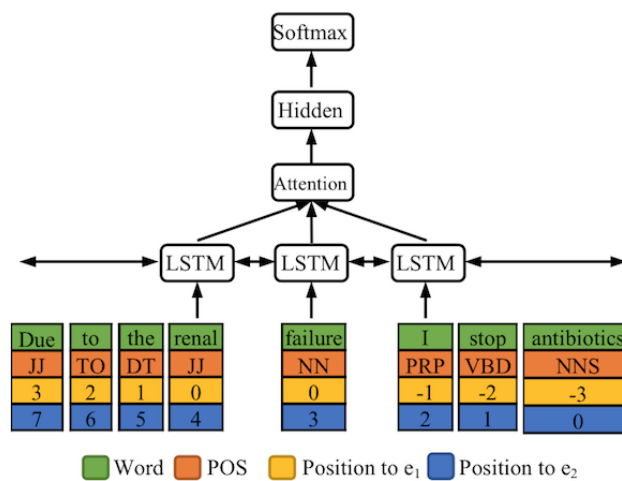 Softmax
Hidden
Attention
LSTM LSTM LSTM
Due to the renal failure I stop antibiotics
JJ TO DT JJ NN PRP VBD NNS
3 2 1 0 0 -1 -2 -3
7 6 5 4 3 2 1 0
Word POS Position to e₁ Position to e₂